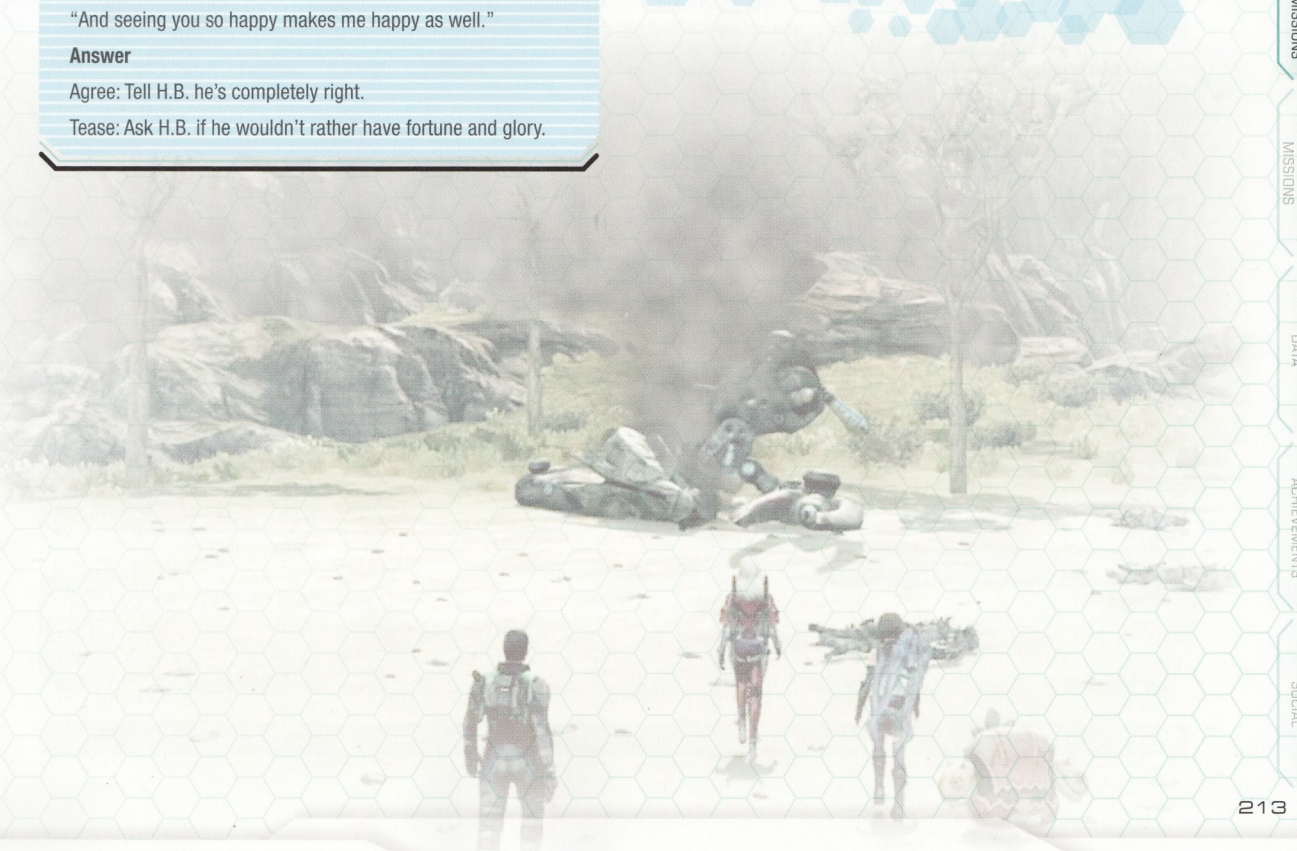 “And seeing you so happy makes me happy as well.”
Answer
Agree: Tell H.B. he's completely right.
Tease: Ask H.B. if he wouldn't rather have fortune and glory.
MISSIONS
MISSIONS
DATA
ACHIEVEMENTS
SOCIAL
213